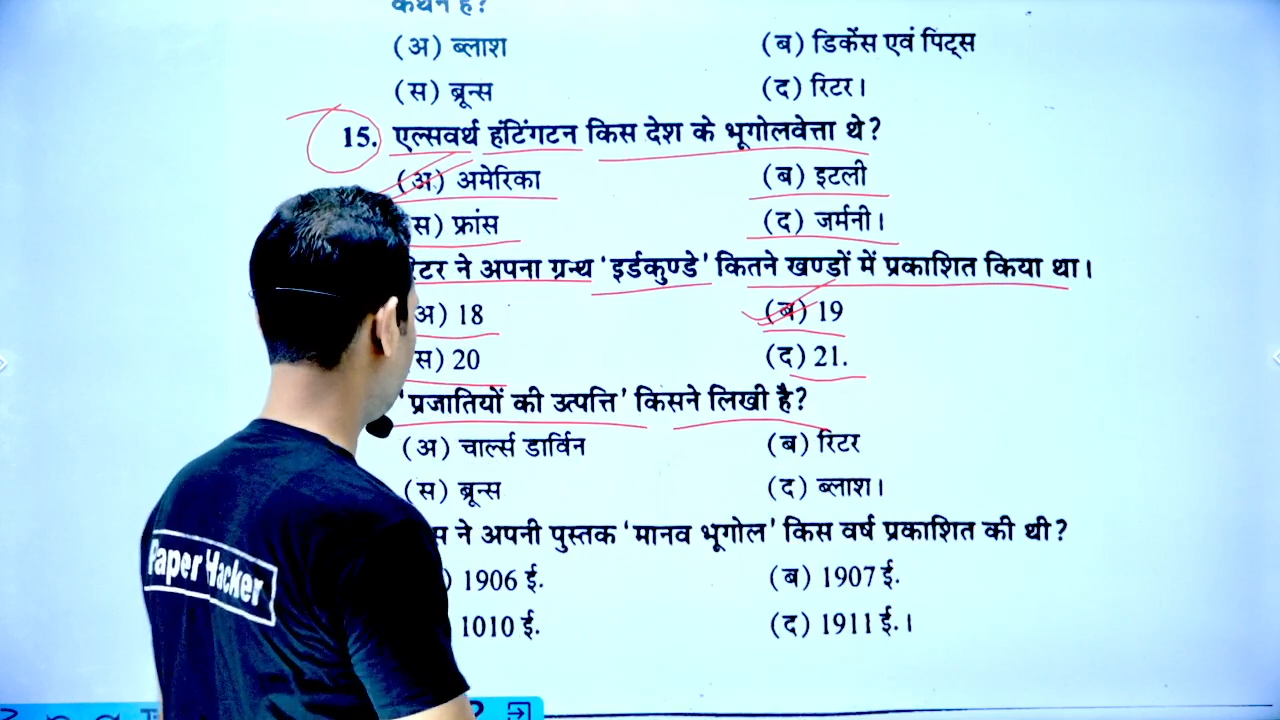 कथन है?
(अ) ब्लाश (ब) डिकेंस एवं पिट्स
(स) ब्रून्स (द) रिटर।
15. एल्सवर्थ हंटिंगटन किस देश के भूगोलवेत्ता थे?
(अ) अमेरिका (ब) इटली
स) फ्रांस (द) जर्मनी।
रिटर ने अपना ग्रन्थ 'इर्डकुण्डे' कितने खण्डों में प्रकाशित किया था।
अ) 18 (ब) 19
स) 20 (द) 21.
'प्रजातियों की उत्पत्ति' किसने लिखी है?
(अ) चार्ल्स डार्विन (ब) रिटर
(स) ब्रून्स (द) ब्लाश।
स ने अपनी पुस्तक 'मानव भूगोल' किस वर्ष प्रकाशित की थी?
) 1906 ई. (ब) 1907 ई.
1010 ई. (द) 1911 ई.।
Paper Hacker